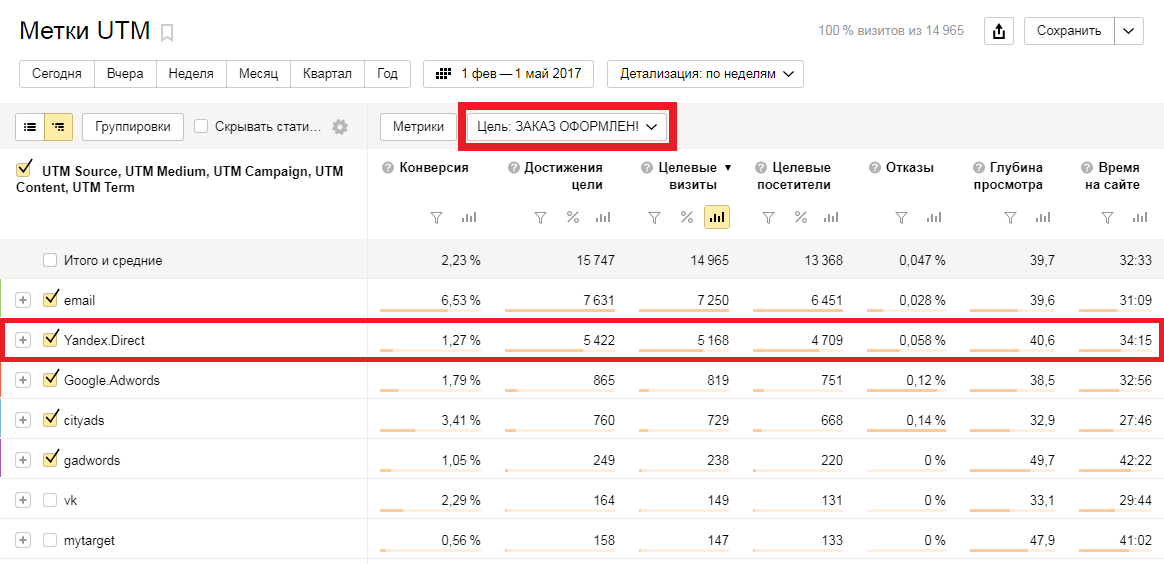 Метки UTM
100 % визитов из 14 965
Сохранить
Сегодня Вчера Неделя Месяц Квартал Год
1 фев — 1 май 2017
Детализация: по неделям
Группировки
Скрывать стати…
Метрики
Цель: ЗАКАЗ ОФОРМЛЕН!
UTM Source, UTM Medium, UTM Campaign, UTM
Content, UTM Term
? Конверсия
? Достижения
цели
? Целевые ▼
визиты
? Целевые
посетители
? Отказы
? Глубина
просмотра
? Время
на сайте
%
%
%
Итого и средние 2,23 % 15 747 14 965 13 368 0,047 % 39,7 32:33
+ email 6,53 % 7 631 7 250 6 451 0,028 % 39,6 31:09
+ Yandex.Direct 1,27 % 5 422 5 168 4 709 0,058 % 40,6 34:15
+ Google.Adwords 1,79 % 865 819 751 0,12 % 38,5 32:56
+ cityads 3,41 % 760 729 668 0,14 % 32,9 27:46
+ gadwords 1,05 % 249 238 220 0 % 49,7 42:22
+ vk 2,29 % 164 149 131 0 % 33,1 29:44
+ mytarget 0,56 % 158 147 133 0 % 47,9 41:02